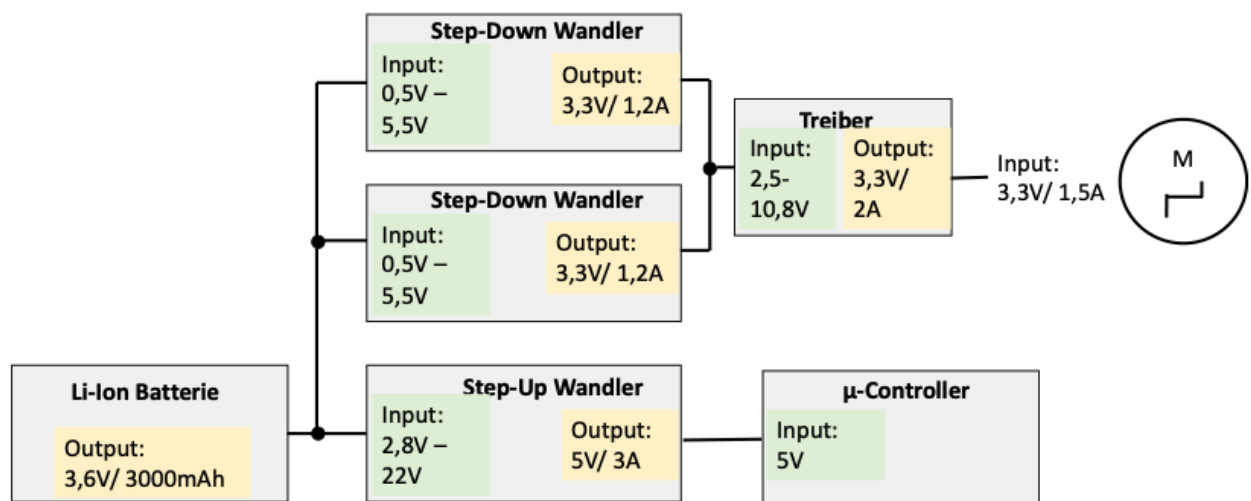 Step-Down Wandler
Input:
0,5V –
5,5V
Output:
3,3V/ 1,2A
Step-Down Wandler
Input:
0,5V –
5,5V
Output:
3,3V/ 1,2A
Treiber
Input:
2,5-
10,8V
Output:
3,3V/
2A
Input:
3,3V/ 1,5A
M
Li-Ion Batterie
Output:
3,6V/ 3000mAh
Step-Up Wandler
Input:
2,8V –
22V
Output:
5V/ 3A
µ-Controller
Input:
5V